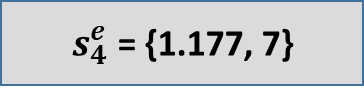 s₄ᵉ = {1.177, 7}